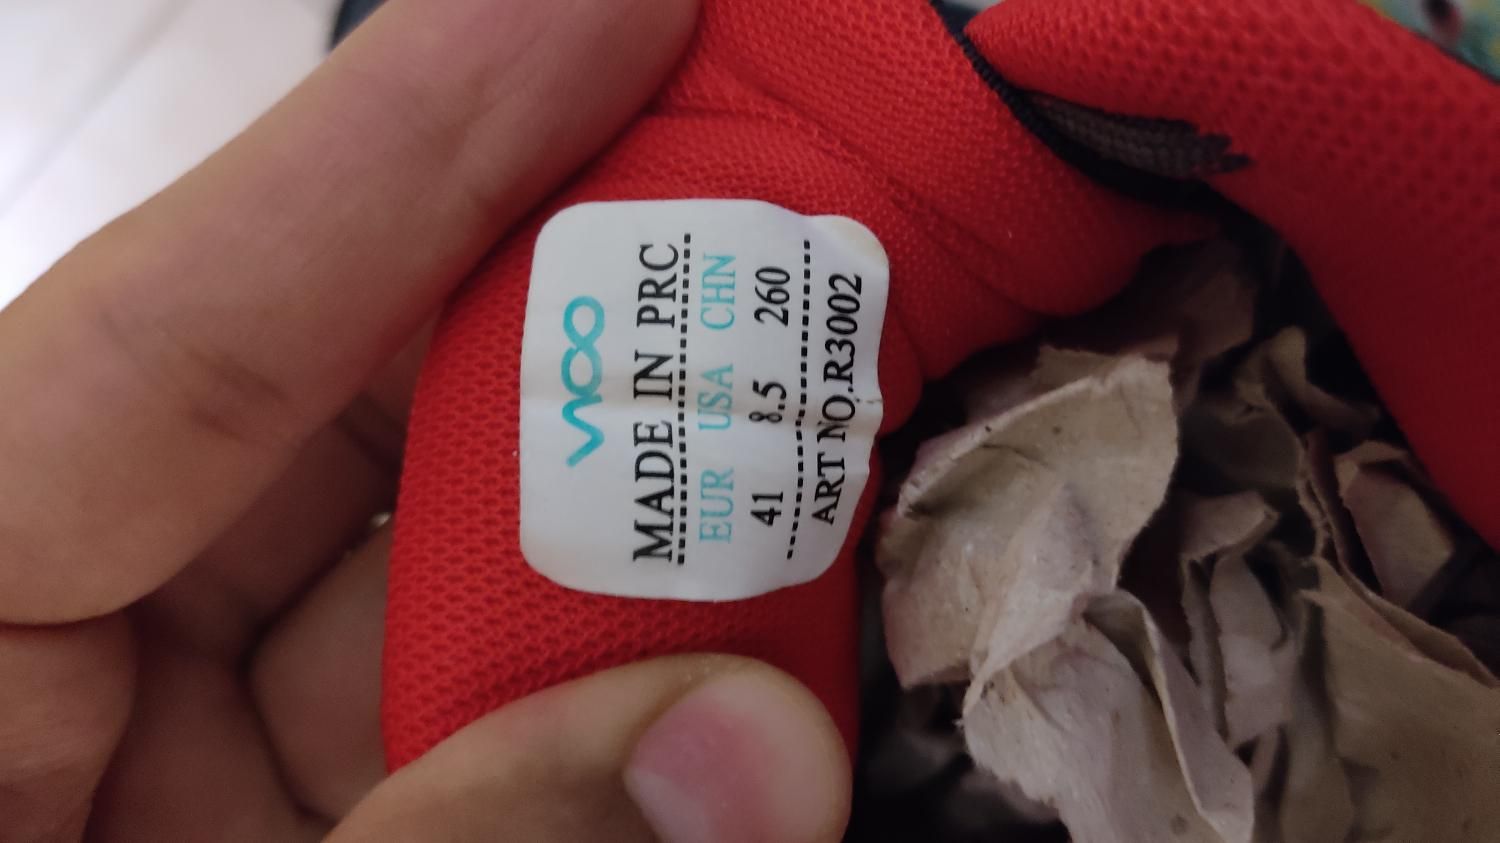 MADE IN PRC
EUR USA CHN
41 8.5 260
ART NO.R3002